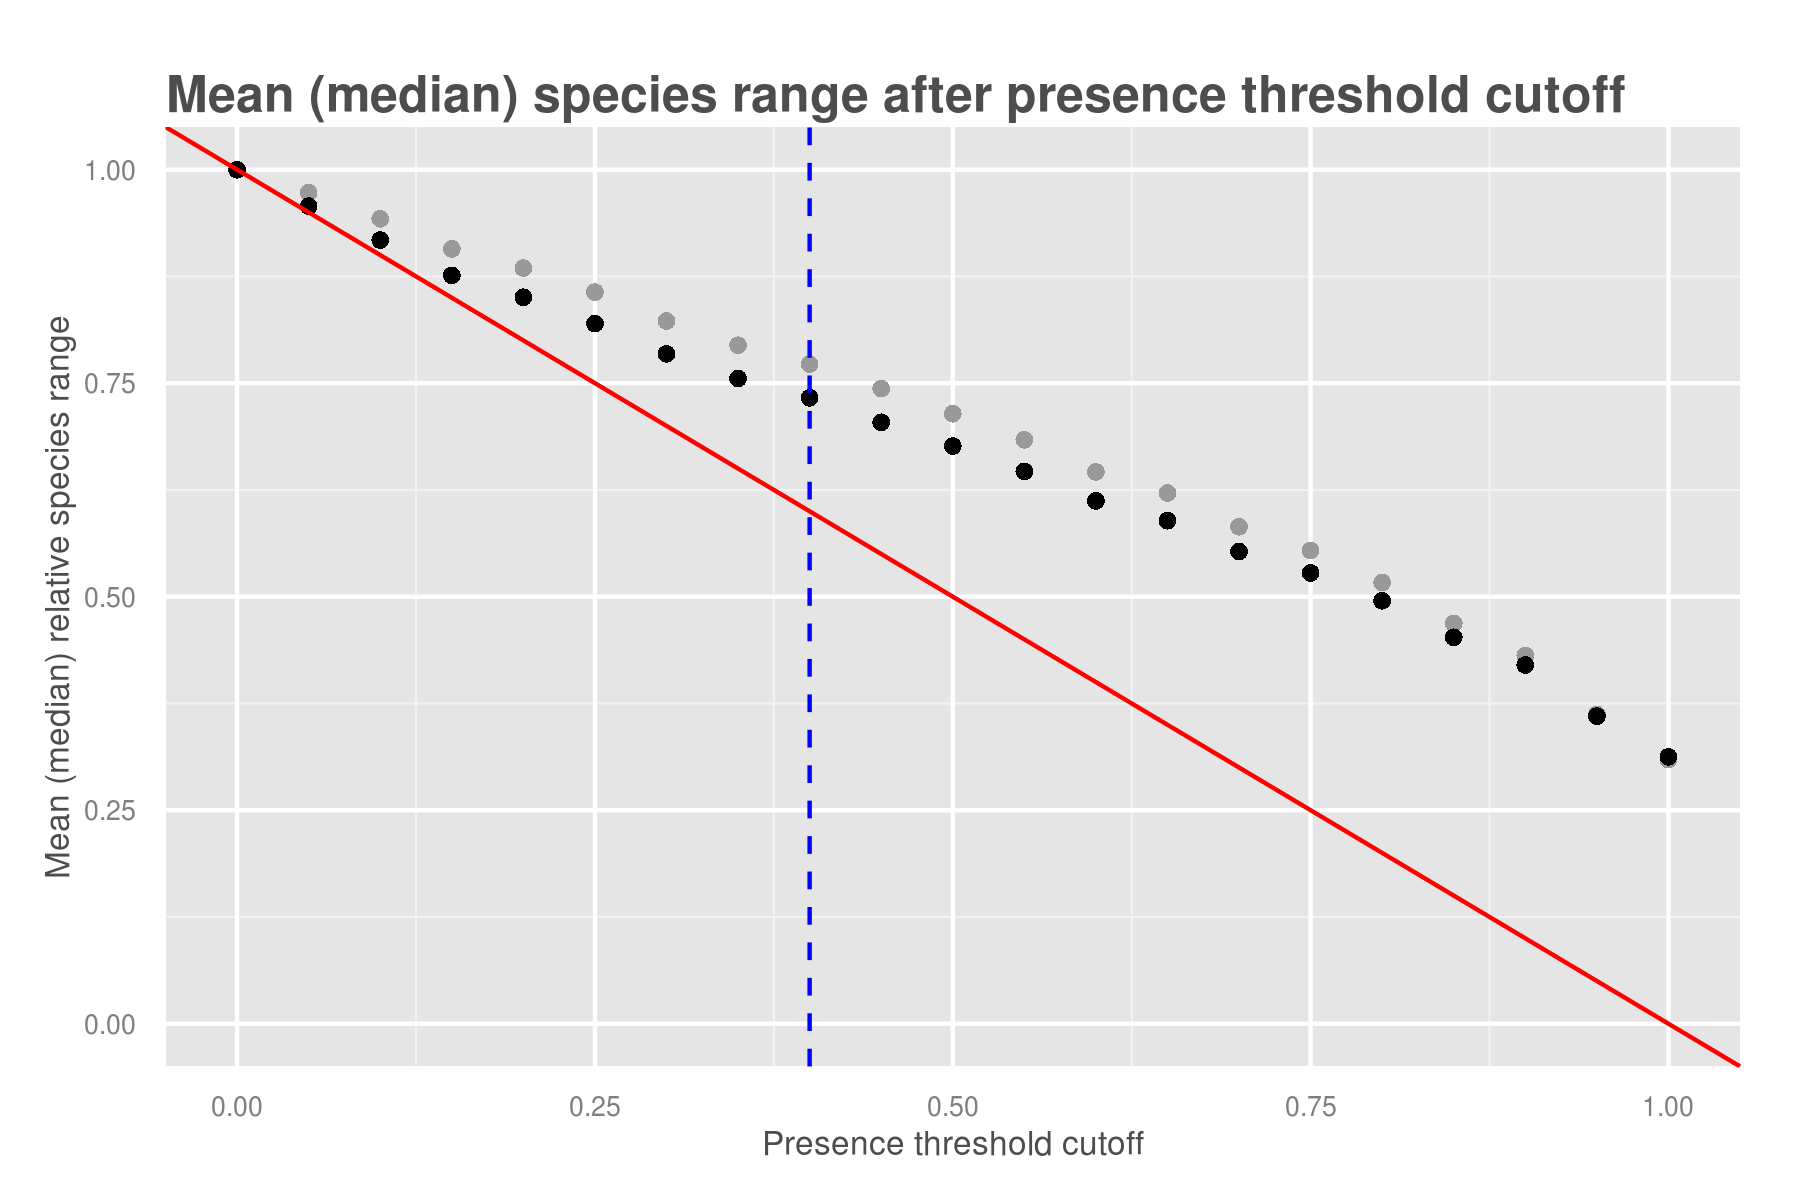 Mean (median) species range after presence threshold cutoff
Mean (median) relative species range
1.00
0.75
0.50
0.25
0.00
0.00 0.25 0.50 0.75 1.00
Presence threshold cutoff